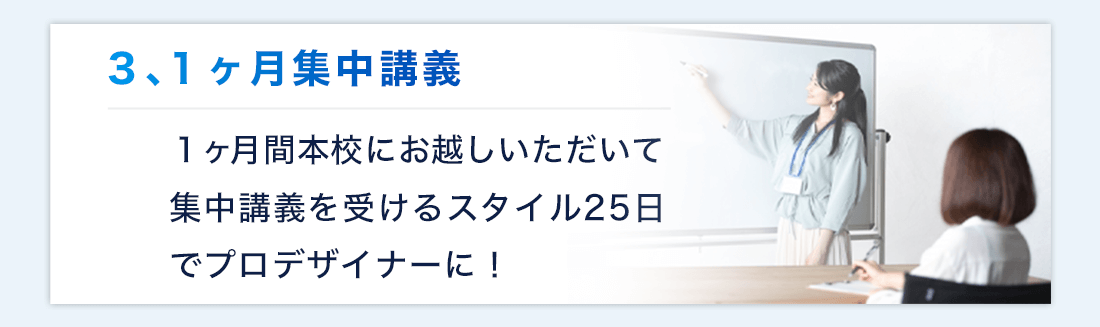 ３、１ヶ月集中講義
１ヶ月間本校にお越しいただいて
集中講義を受けるスタイル25日
でプロデザイナーに！